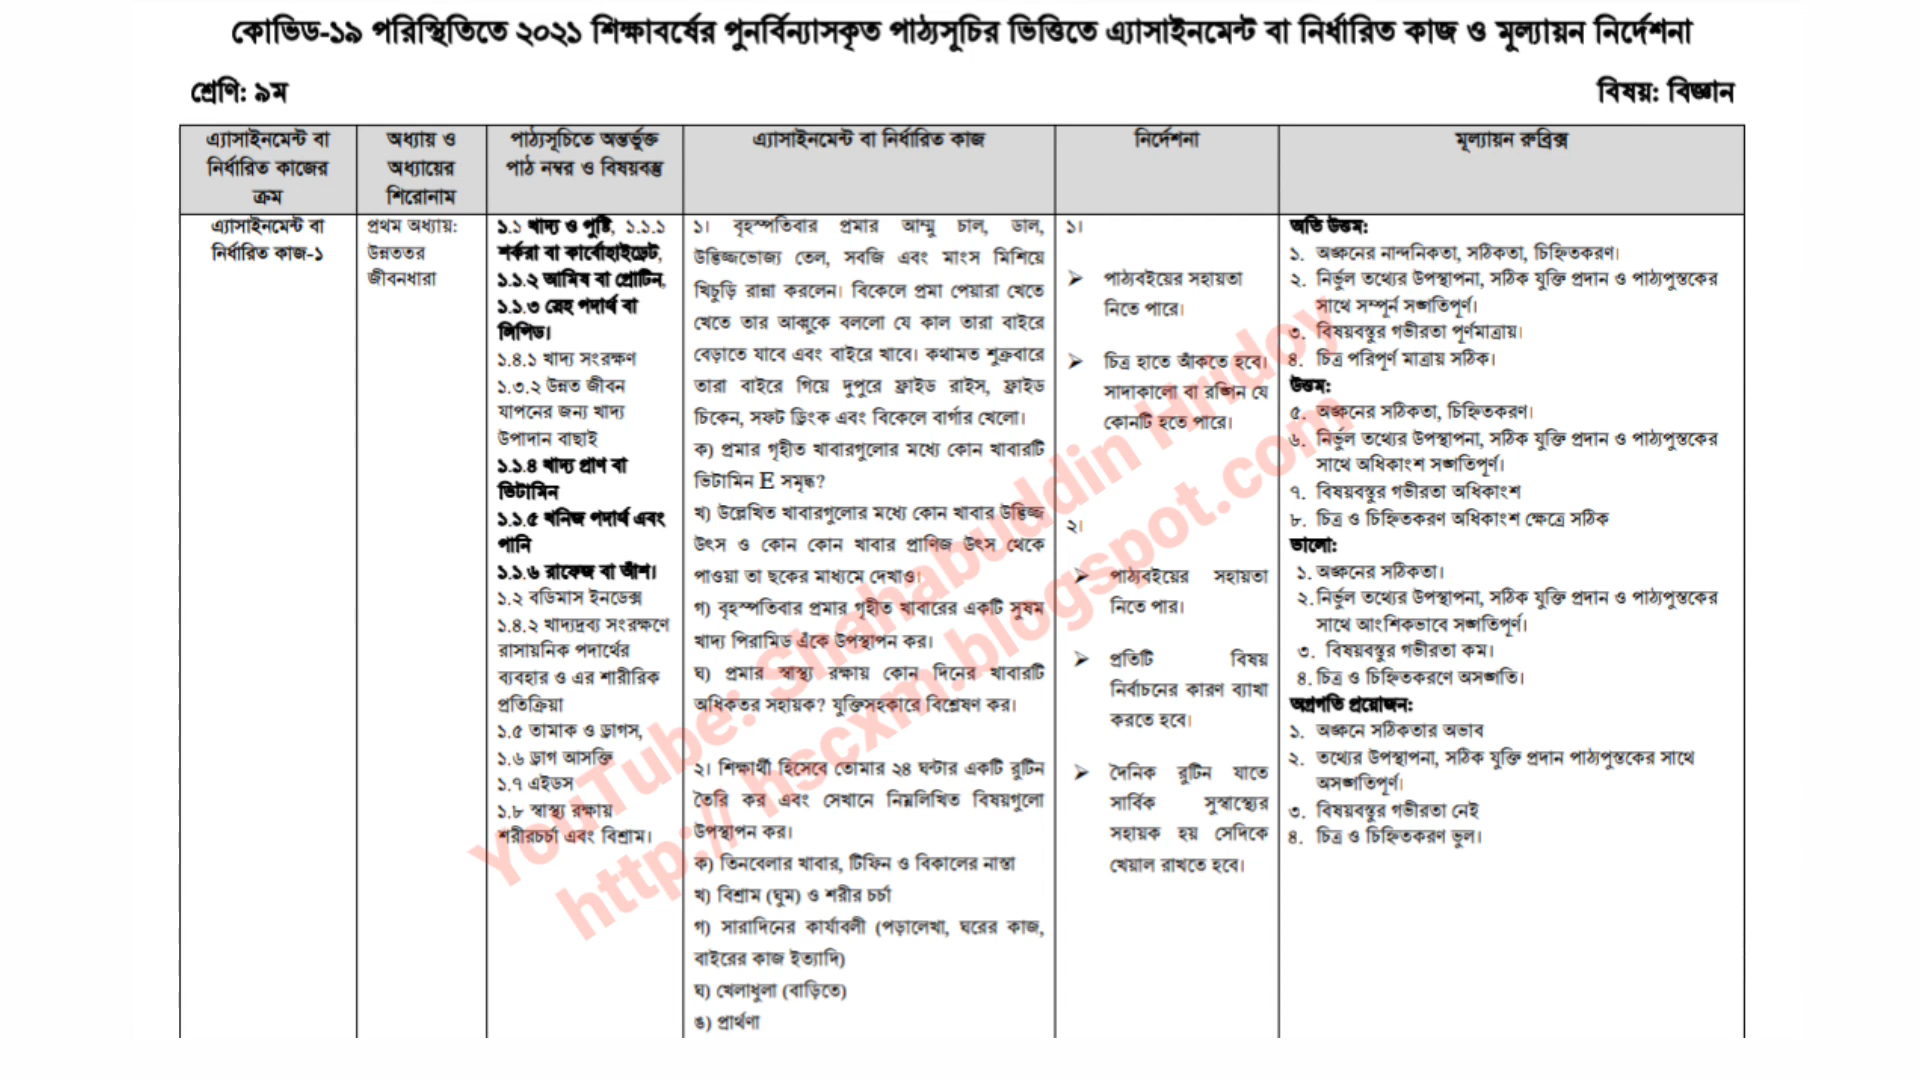 কোভিড-১৯ পরিস্থিতিতে ২০২১ শিক্ষাবর্ষের পুনর্বিন্যাসকৃত পাঠ্যসূচির ভিত্তিতে এ্যাসাইনমেন্ট বা নির্ধারিত কাজ ও মূল্যায়ন নির্দেশনা
শ্রেণি: ৯ম
বিষয়: বিজ্ঞান
এ্যাসাইনমেন্ট বা
নির্ধারিত কাজের
ক্রম
অধ্যায় ও
অধ্যায়ের
শিরোনাম
পাঠ্যসূচিতে অন্তর্ভুক্ত
পাঠ নম্বর ও বিষয়বস্তু
এ্যাসাইনমেন্ট বা নির্ধারিত কাজ
নির্দেশনা
মূল্যায়ন রুব্রিক্স
এ্যাসাইনমেন্ট বা
নির্ধারিত কাজ-১
প্রথম অধ্যায়:
উন্নততর
জীবনধারা
১.১ খাদ্য ও পুষ্টি, ১.১.১
শর্করা বা কার্বোহাইড্রেট,
১.১.২ আমিষ বা প্রোটিন,
১.১.৩ স্নেহ পদার্থ বা
লিপিড।
১.৪.১ খাদ্য সংরক্ষণ
১.৩.২ উন্নত জীবন
যাপনের জন্য খাদ্য
উপাদান বাছাই
১.১.৪ খাদ্য প্রাণ বা
ভিটামিন
১.১.৫ খনিজ পদার্থ এবং
পানি
১.১.৬ রাফেজ বা আঁশ।
১.২ বডিমাস ইনডেক্স
১.৪.২ খাদ্যদ্রব্য সংরক্ষণে
রাসায়নিক পদার্থের
ব্যবহার ও এর শারীরিক
প্রতিক্রিয়া
১.৫ তামাক ও ড্রাগস,
১.৬ ড্রাগ আসক্তি
১.৭ এইডস
১.৮ স্বাস্থ্য রক্ষায়
শরীরচর্চা এবং বিশ্রাম।
১। বৃহস্পতিবার প্রমার আম্মু চাল, ডাল,
উদ্ভিজ্জভোজ্য তেল, সবজি এবং মাংস মিশিয়ে
খিচুড়ি রান্না করলেন। বিকেলে প্রমা পেয়ারা খেতে
খেতে তার আব্বুকে বললো যে কাল তারা বাইরে
বেড়াতে যাবে এবং বাইরে খাবে। কথামত শুক্রবারে
তারা বাইরে গিয়ে দুপুরে ফ্রাইড রাইস, ফ্রাইড
চিকেন, সফট ড্রিংক এবং বিকেলে বার্গার খেলো।
ক) প্রমার গৃহীত খাবারগুলোর মধ্যে কোন খাবারটি
ভিটামিন E সমৃদ্ধ?
খ) উল্লেখিত খাবারগুলোর মধ্যে কোন খাবার উদ্ভিজ্জ
উৎস ও কোন কোন খাবার প্রাণিজ উৎস থেকে
পাওয়া তা ছকের মাধ্যমে দেখাও।
গ) বৃহস্পতিবার প্রমার গৃহীত খাবারের একটি সুষম
খাদ্য পিরামিড এঁকে উপস্থাপন কর।
ঘ) প্রমার স্বাস্থ্য রক্ষায় কোন দিনের খাবারটি
অধিকতর সহায়ক? যুক্তিসহকারে বিশ্লেষণ কর।
২। শিক্ষার্থী হিসেবে তোমার ২৪ ঘন্টার একটি রুটিন
তৈরি কর এবং সেখানে নিম্নলিখিত বিষয়গুলো
উপস্থাপন কর।
ক) তিনবেলার খাবার, টিফিন ও বিকালের নাস্তা
খ) বিশ্রাম (ঘুম) ও শরীর চর্চা
গ) সারাদিনের কার্যাবলী (পড়ালেখা, ঘরের কাজ,
বাইরের কাজ ইত্যাদি)
ঘ) খেলাধুলা (বাড়িতে)
ঙ) প্রার্থণা
১।
➢ পাঠ্যবইয়ের সহায়তা
নিতে পারে।
➢ চিত্র হাতে আঁকতে হবে।
সাদাকালো বা রঙ্গিন যে
কোনটি হতে পারে।
২।
➢ পাঠ্যবইয়ের সহায়তা
নিতে পার।
➢ প্রতিটি বিষয়
নির্বাচনের কারণ ব্যাখা
করতে হবে।
➢ দৈনিক রুটিন যাতে
সার্বিক সুস্বাস্থ্যের
সহায়ক হয় সেদিকে
খেয়াল রাখতে হবে।
অতি উত্তম:
১. অঙ্কনের নান্দনিকতা, সঠিকতা, চিহ্নিতকরণ।
২. নির্ভুল তথ্যের উপস্থাপনা, সঠিক যুক্তি প্রদান ও পাঠ্যপুস্তকের
সাথে সম্পূর্ন সঙ্গতিপূর্ণ।
৩. বিষয়বস্তুর গভীরতা পূর্ণমাত্রায়।
৪. চিত্র পরিপূর্ণ মাত্রায় সঠিক।
উত্তম:
৫. অঙ্কনের সঠিকতা, চিহ্নিতকরণ।
৬. নির্ভুল তথ্যের উপস্থাপনা, সঠিক যুক্তি প্রদান ও পাঠ্যপুস্তকের
সাথে অধিকাংশ সঙ্গতিপূর্ণ।
৭. বিষয়বস্তুর গভীরতা অধিকাংশ
৮. চিত্র ও চিহ্নিতকরণ অধিকাংশ ক্ষেত্রে সঠিক
ভালো:
১. অঙ্কনের সঠিকতা।
২. নির্ভুল তথ্যের উপস্থাপনা, সঠিক যুক্তি প্রদান ও পাঠ্যপুস্তকের
সাথে আংশিকভাবে সঙ্গতিপূর্ণ।
৩. বিষয়বস্তুর গভীরতা কম।
৪. চিত্র ও চিহ্নিতকরণে অসঙ্গতি।
অগ্রগতি প্রয়োজন:
১. অঙ্কনে সঠিকতার অভাব
২. তথ্যের উপস্থাপনা, সঠিক যুক্তি প্রদান পাঠ্যপুস্তকের সাথে
অসঙ্গতিপূর্ণ।
৩. বিষয়বস্তুর গভীরতা নেই
৪. চিত্র ও চিহ্নিতকরণ ভুল।
YouTube: Shahabuddin Hridoy
http:// hscxm.blogspot.com